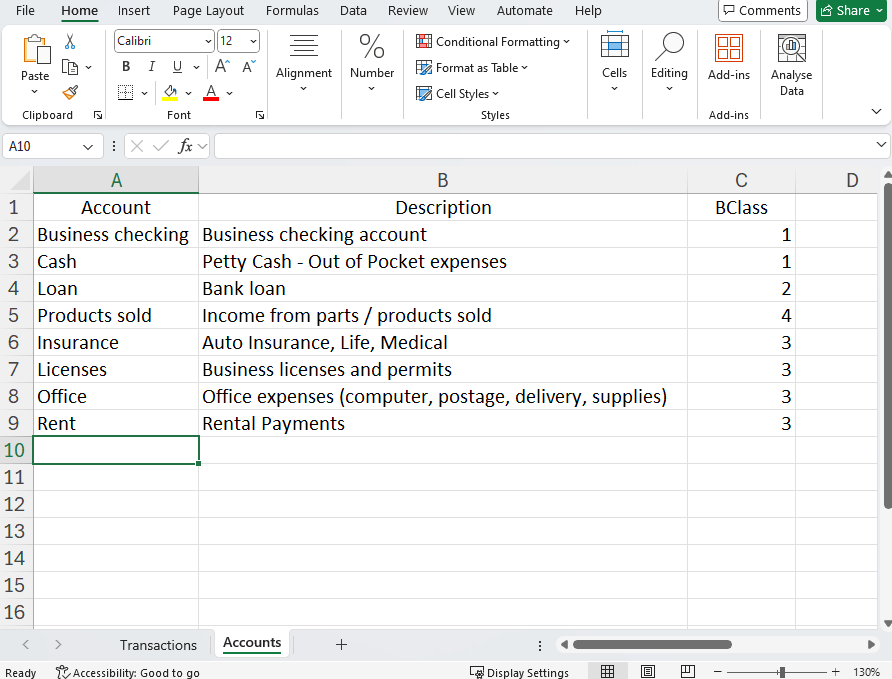 File Home Insert Page Layout Formulas Data Review View Automate Help Comments Share
Calibri 12
Conditional Formatting
B I U A A
Format as Table
Paste Alignment Number Cells Editing Add-ins Analyse Data
A
Cell Styles
Clipboard Font Styles Add-ins
A10 fx
A B C D
1 Account Description BClass
2 Business checking Business checking account 1
3 Cash Petty Cash - Out of Pocket expenses 1
4 Loan Bank loan 2
5 Products sold Income from parts / products sold 4
6 Insurance Auto Insurance, Life, Medical 3
7 Licenses Business licenses and permits 3
8 Office Office expenses (computer, postage, delivery, supplies) 3
9 Rent Rental Payments 3
10
11
12
13
14
15
16
Transactions Accounts +
Ready Accessibility: Good to go Display Settings - + 130%